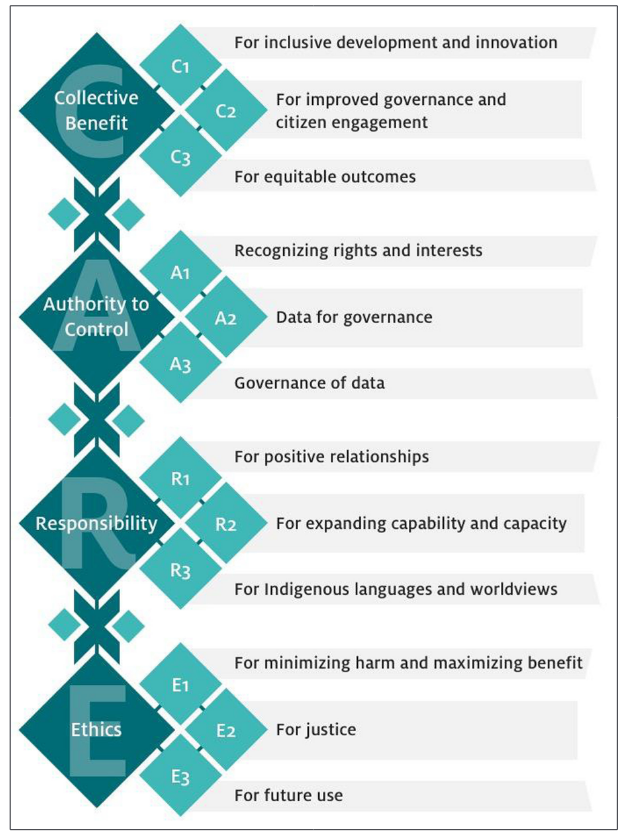 C
Collective
Benefit
C1
For inclusive development and innovation
C2
For improved governance and
citizen engagement
C3
For equitable outcomes
A
Authority to
Control
A1
Recognizing rights and interests
A2
Data for governance
A3
Governance of data
R
Responsibility
R1
For positive relationships
R2
For expanding capability and capacity
R3
For Indigenous languages and worldviews
E
Ethics
E1
For minimizing harm and maximizing benefit
E2
For justice
E3
For future use